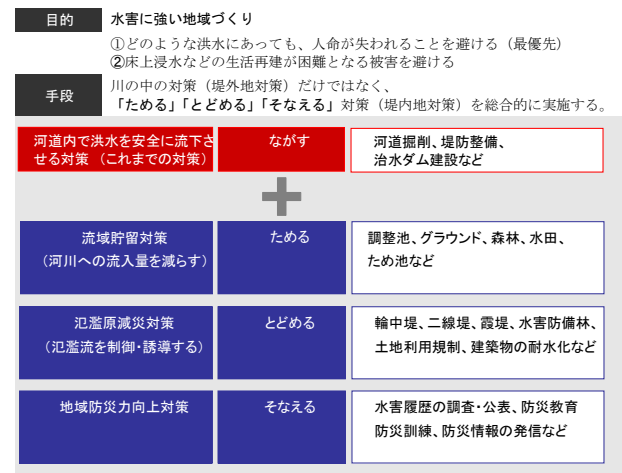 目的 水害に強い地域づくり
①どのような洪水にあっても、人命が失われることを避ける（最優先）
②床上浸水などの生活再建が困難となる被害を避ける
手段 川の中の対策（堤外地対策）だけではなく、
「ためる」「とどめる」「そなえる」対策（堤内地対策）を総合的に実施する。
河道内で洪水を安全に流下さ
せる対策 （これまでの対策）
ながす
河道掘削、堤防整備、
治水ダム建設など
＋
流域貯留対策
（河川への流入量を減らす）
ためる
調整池、グラウンド、森林、水田、
ため池など
氾濫原減災対策
（氾濫流を制御・誘導する）
とどめる
輪中堤、二線堤、霞堤、水害防備林、
土地利用規制、建築物の耐水化など
地域防災力向上対策
そなえる
水害履歴の調査・公表、防災教育
防災訓練、防災情報の発信など